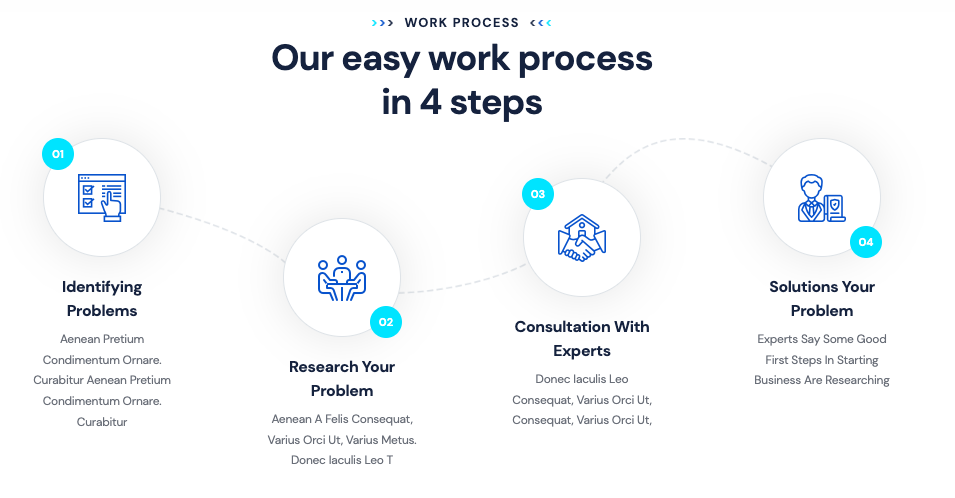 >>> WORK PROCESS <<<
Our easy work process
in 4 steps
01
Identifying
Problems
Aenean Pretium
Condimentum Ornare.
Curabitur Aenean Pretium
Condimentum Ornare.
Curabitur
02
Research Your
Problem
Aenean A Felis Consequat,
Varius Orci Ut, Varius Metus.
Donec Iaculis Leo T
03
Consultation With
Experts
Donec Iaculis Leo
Consequat, Varius Orci Ut,
Consequat, Varius Orci Ut,
04
Solutions Your
Problem
Experts Say Some Good
First Steps In Starting
Business Are Researching